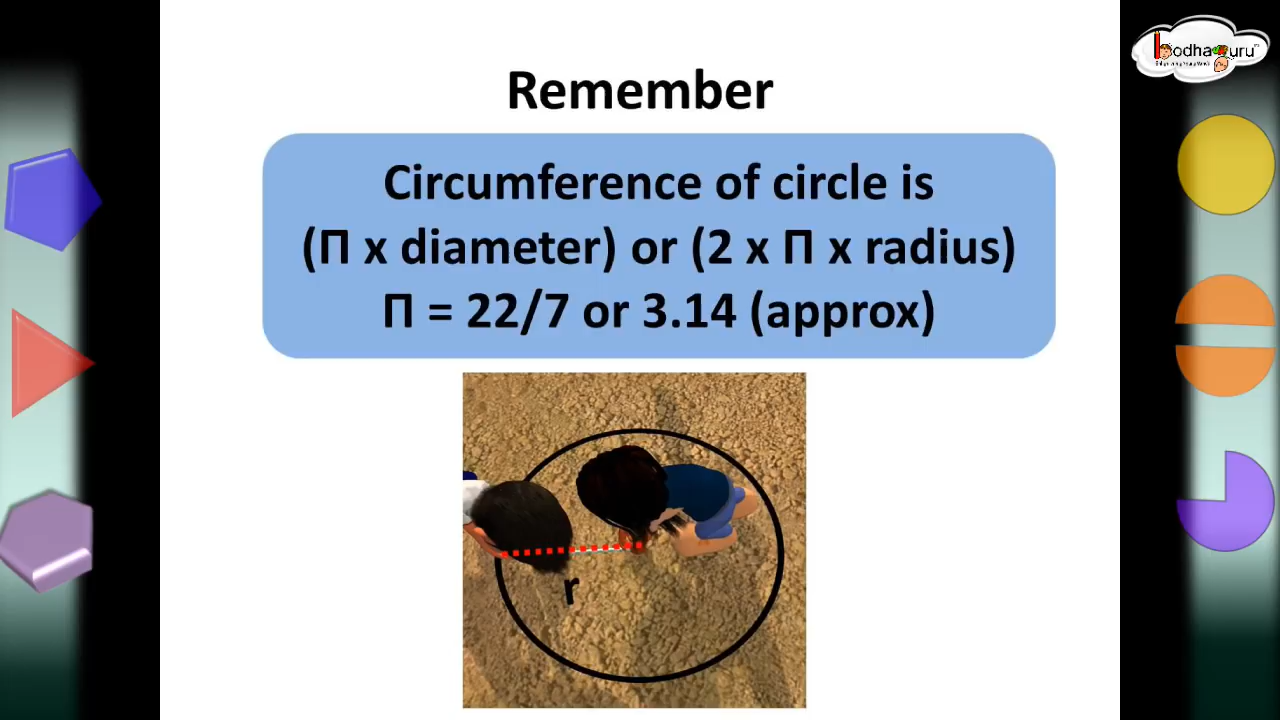 bodhaguru
Remember
Circumference of circle is
(Π x diameter) or (2 x Π x radius)
Π = 22/7 or 3.14 (approx)
r